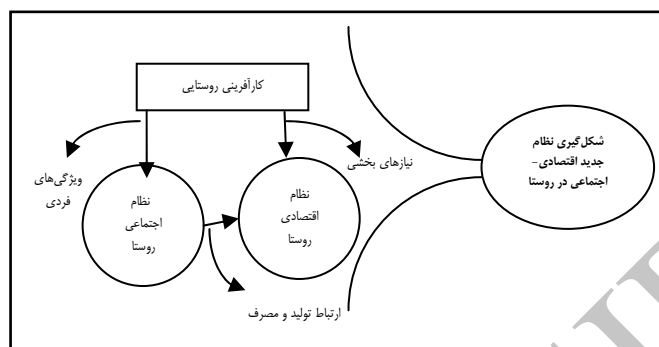 کارآفرینی روستایی
ویژگی‌های
فردی
نظام
اجتماعی
روستا
نظام
اقتصادی
روستا
نیازهای بخشی
ارتباط تولید و مصرف
شکل‌گیری نظام
جدید اقتصادی-
اجتماعی در روستا